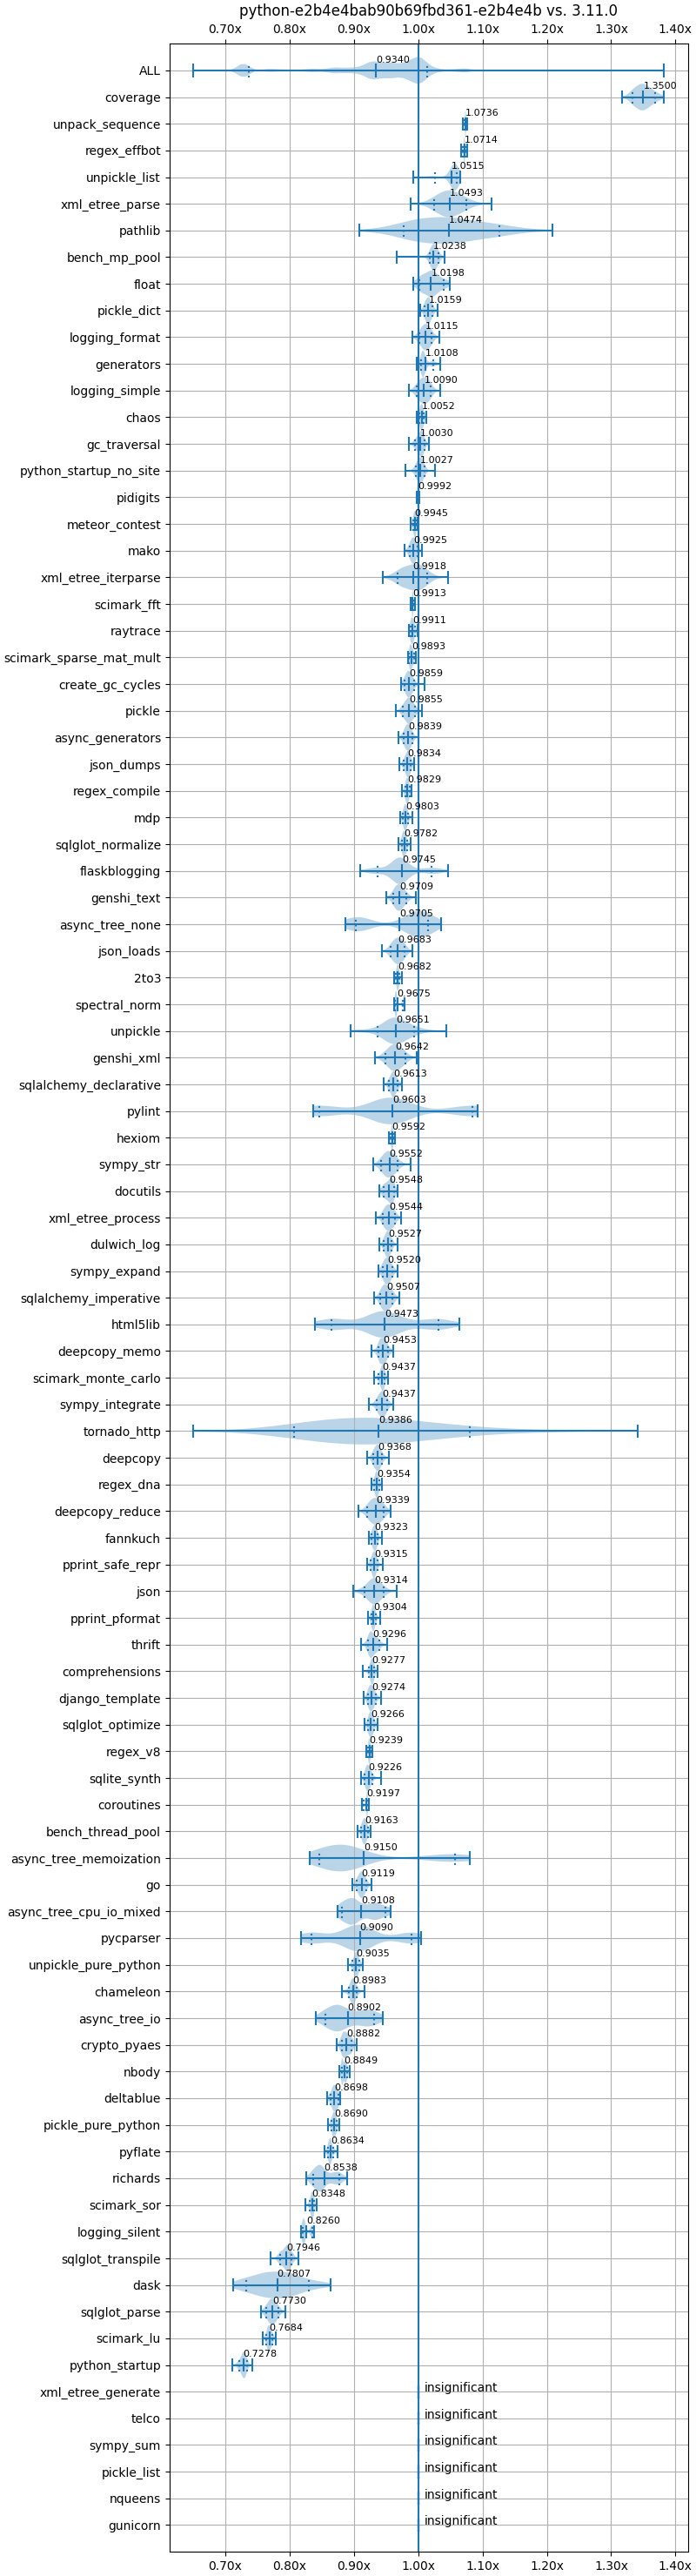 python-e2b4e4bab90b69fbd361-e2b4e4b vs. 3.11.0
0.70x 0.80x 0.90x 1.00x 1.10x 1.20x 1.30x 1.40x
ALL 0.9340
coverage 1.3500
unpack_sequence 1.0736
regex_effbot 1.0714
unpickle_list 1.0515
xml_etree_parse 1.0493
pathlib 1.0474
bench_mp_pool 1.0238
float 1.0198
pickle_dict 1.0159
logging_format 1.0115
generators 1.0108
logging_simple 1.0090
chaos 1.0052
gc_traversal 1.0030
python_startup_no_site 1.0027
pidigits 0.9992
meteor_contest 0.9945
mako 0.9925
xml_etree_iterparse 0.9918
scimark_fft 0.9913
raytrace 0.9911
scimark_sparse_mat_mult 0.9893
create_gc_cycles 0.9859
pickle 0.9855
async_generators 0.9839
json_dumps 0.9834
regex_compile 0.9829
mdp 0.9803
sqlglot_normalize 0.9782
flaskblogging 0.9745
genshi_text 0.9709
async_tree_none 0.9705
json_loads 0.9683
2to3 0.9682
spectral_norm 0.9675
unpickle 0.9651
genshi_xml 0.9642
sqlalchemy_declarative 0.9613
pylint 0.9603
hexiom 0.9592
sympy_str 0.9552
docutils 0.9548
xml_etree_process 0.9544
dulwich_log 0.9527
sympy_expand 0.9520
sqlalchemy_imperative 0.9507
html5lib 0.9473
deepcopy_memo 0.9453
scimark_monte_carlo 0.9437
sympy_integrate 0.9437
tornado_http 0.9386
deepcopy 0.9368
regex_dna 0.9354
deepcopy_reduce 0.9339
fannkuch 0.9323
pprint_safe_repr 0.9315
json 0.9314
pprint_pformat 0.9304
thrift 0.9296
comprehensions 0.9277
django_template 0.9274
sqlglot_optimize 0.9266
regex_v8 0.9239
sqlite_synth 0.9226
coroutines 0.9197
bench_thread_pool 0.9163
async_tree_memoization 0.9150
go 0.9119
async_tree_cpu_io_mixed 0.9108
pycparser 0.9090
unpickle_pure_python 0.9035
chameleon 0.8983
async_tree_io 0.8902
crypto_pyaes 0.8882
nbody 0.8849
deltablue 0.8698
pickle_pure_python 0.8690
pyflate 0.8634
richards 0.8538
scimark_sor 0.8348
logging_silent 0.8260
sqlglot_transpile 0.7946
dask 0.7807
sqlglot_parse 0.7730
scimark_lu 0.7684
python_startup 0.7278
xml_etree_generate insignificant
telco insignificant
sympy_sum insignificant
pickle_list insignificant
nqueens insignificant
gunicorn insignificant
0.70x 0.80x 0.90x 1.00x 1.10x 1.20x 1.30x 1.40x